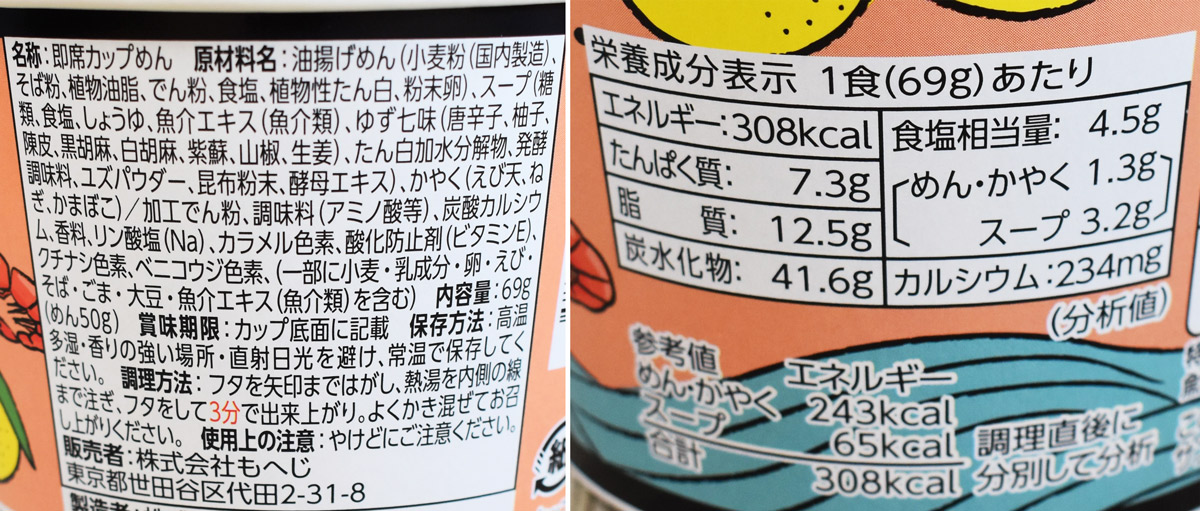 名称：即席カップめん 原材料名：油揚げめん（小麦粉（国内製造）、
そば粉、植物油脂、でん粉、食塩、植物性たん白、粉末卵）、スープ（糖
類、食塩、しょうゆ、魚介エキス（魚介類）、ゆず七味（唐辛子、柚子、
陳皮、黒胡麻、白胡麻、紫蘇、山椒、生姜）、たん白加水分解物、発酵
調味料、ユズパウダー、昆布粉末、酵母エキス）、かやく（えび天、ね
ぎ、かまぼこ）／加工でん粉、調味料（アミノ酸等）、炭酸カルシウ
ム、香料、リン酸塩（Na）、カラメル色素、酸化防止剤（ビタミンE）、
クチナシ色素、ベニコウジ色素、（一部に小麦・乳成分・卵・えび・
そば・ごま・大豆・魚介エキス（魚介類）を含む） 内容量：69g
（めん50g） 賞味期限：カップ底面に記載 保存方法：高温
多湿・香りの強い場所・直射日光を避け、常温で保存してく
ださい。 調理方法：フタを矢印まではがし、熱湯を内側の線
まで注ぎ、フタをして3分で出来上がり。よくかき混ぜてお召
し上がりください。 使用上の注意：やけどにご注意ください。
販売者：株式会社もへじ
東京都世田谷区代田2-31-8
栄養成分表示 1食（69g）あたり
エネルギー：308kcal
たんぱく質： 7.3g
脂 質： 12.5g
炭水化物： 41.6g
食塩相当量： 4.5g
めん・かやく 1.3g
スープ 3.2g
カルシウム：234mg
（分析値）
参考値 エネルギー
めん・かやく 243kcal
スープ 65kcal
合計 308kcal
調理直後に
分別して分析